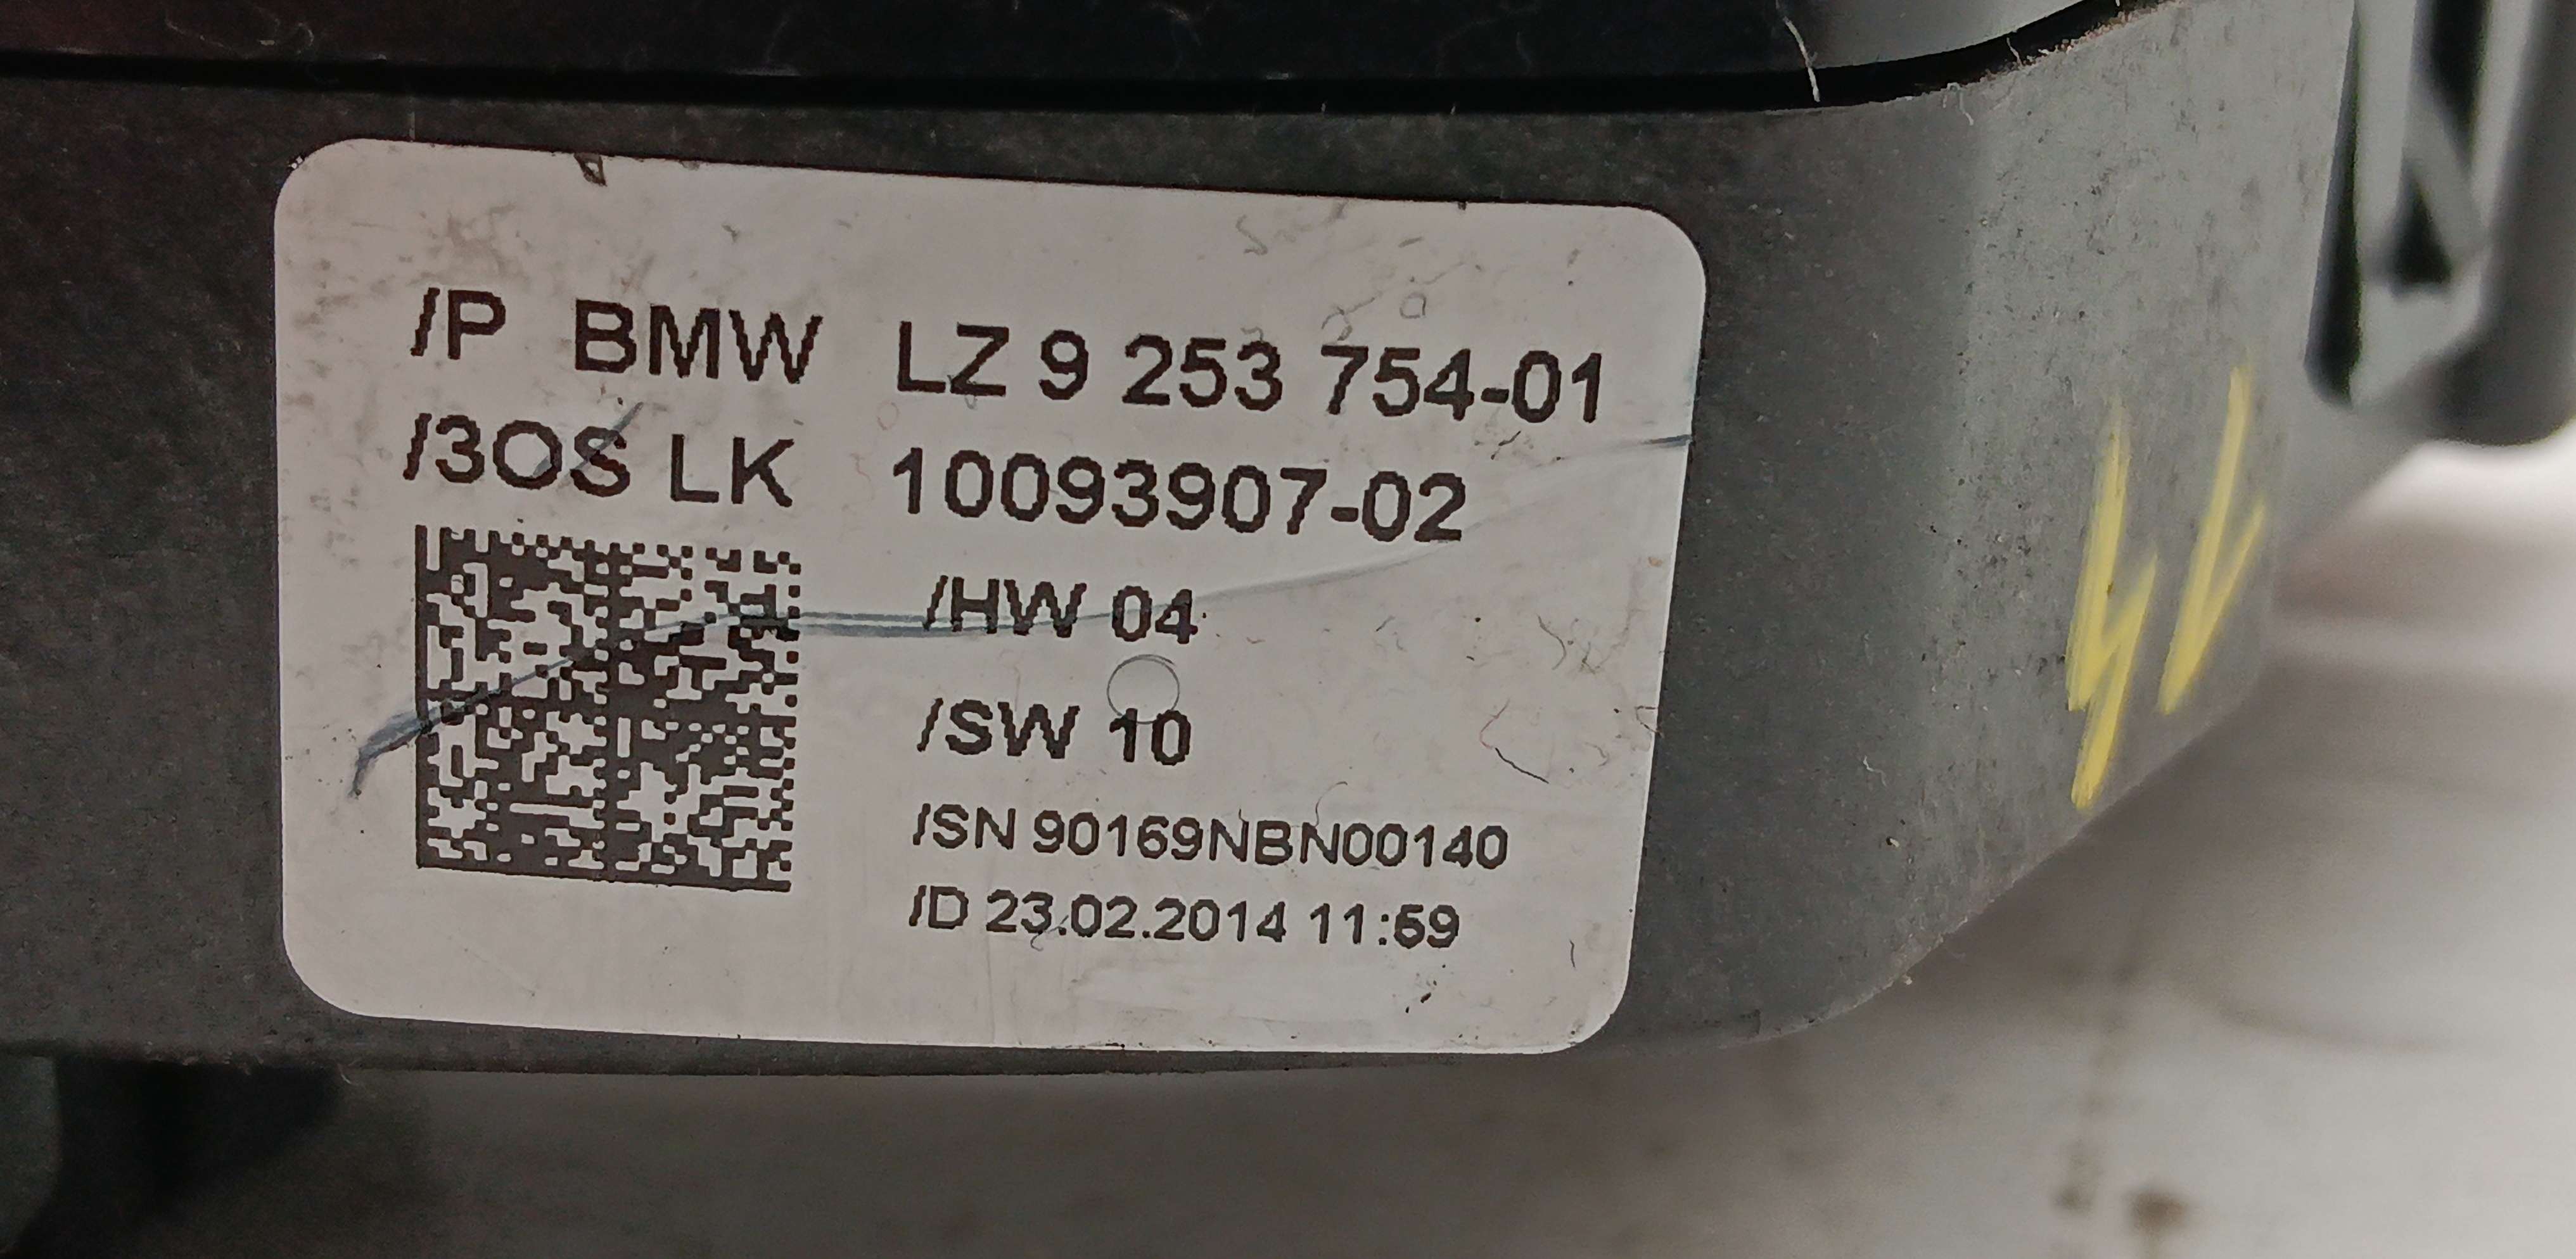 /P BMW LZ 9 253 754-01
/3OS LK 10093907-02
/HW 04
/SW 10
/SN 90169NBN00140
/D 23.02.2014 11:59